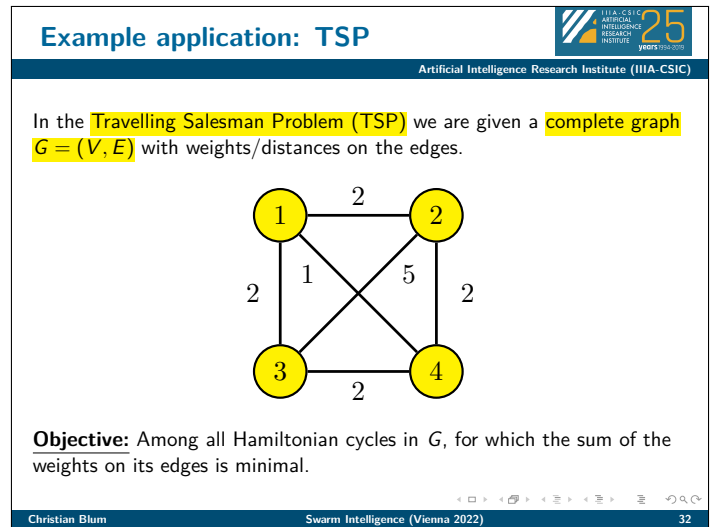 Example application: TSP
IIIA-CSIC
ARTIFICIAL
INTELLIGENCE
RESEARCH
INSTITUTE
25
years 1994-2019
Artificial Intelligence Research Institute (IIIA-CSIC)
In the Travelling Salesman Problem (TSP) we are given a complete graph
G = (V, E) with weights/distances on the edges.
2
1
2
1
5
2
2
3
4
2
Objective: Among all Hamiltonian cycles in G, for which the sum of the
weights on its edges is minimal.
Christian Blum
Swarm Intelligence (Vienna 2022)
32